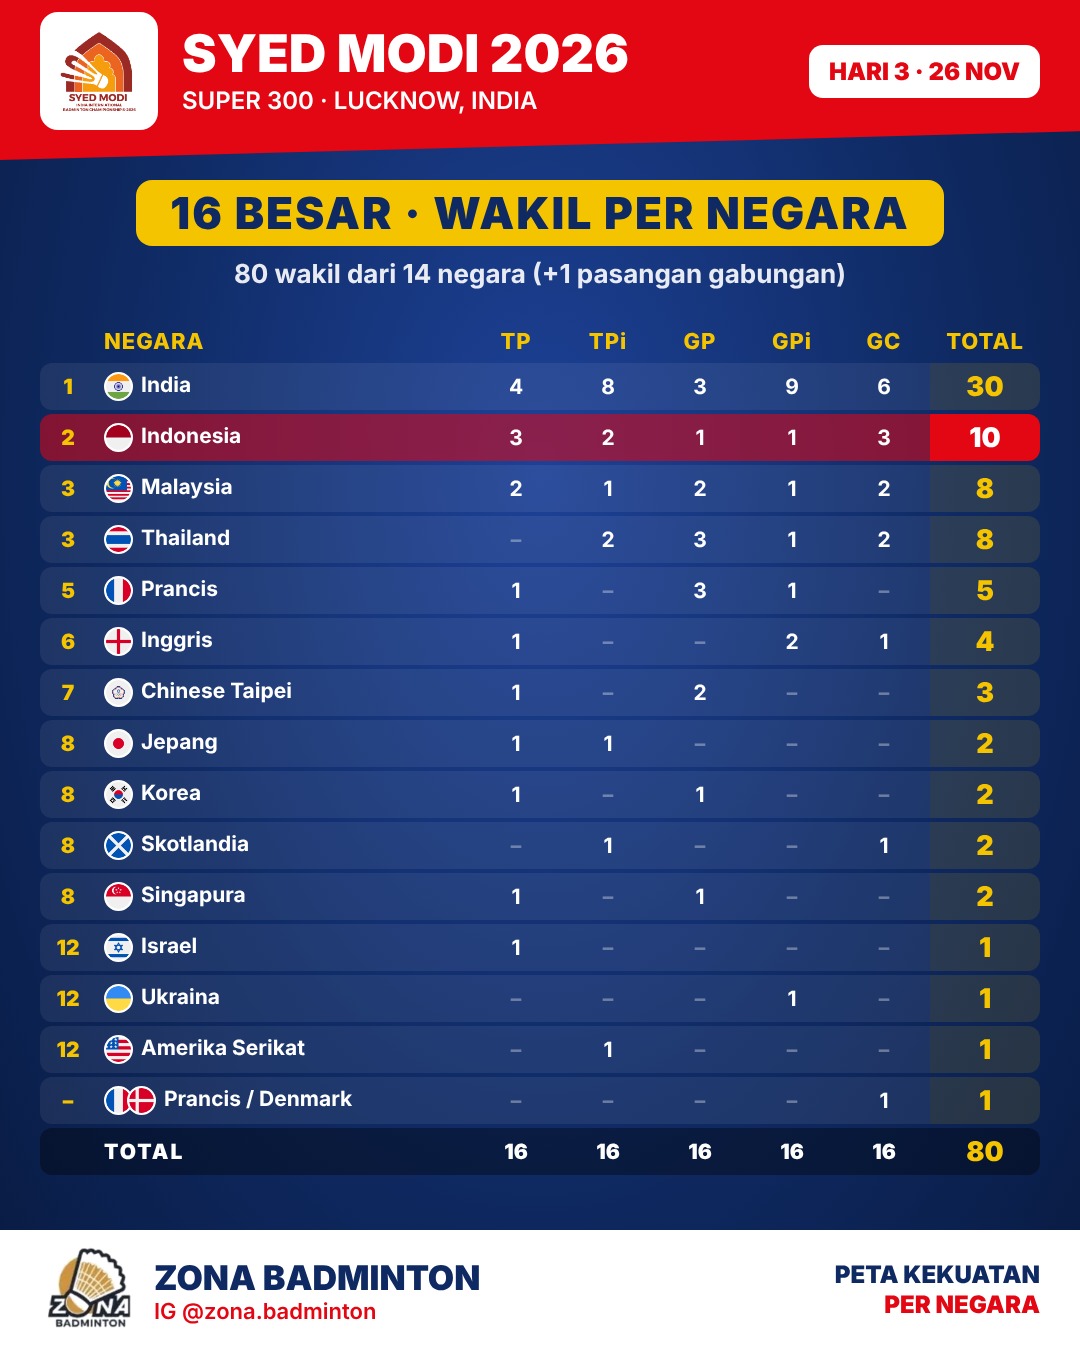 SYED MODI
INDIA INTERNATIONAL
BADMINTON CHAMPIONSHIPS 2026
SYED MODI 2026
SUPER 300 · LUCKNOW, INDIA
HARI 3 · 26 NOV
16 BESAR · WAKIL PER NEGARA
80 wakil dari 14 negara (+1 pasangan gabungan)
NEGARA TP TPi GP GPi GC TOTAL
1 India 4 8 3 9 6 30
2 Indonesia 3 2 1 1 3 10
3 Malaysia 2 1 2 1 2 8
3 Thailand – 2 3 1 2 8
5 Prancis 1 – 3 1 – 5
6 Inggris 1 – – 2 1 4
7 Chinese Taipei 1 – 2 – – 3
8 Jepang 1 1 – – – 2
8 Korea 1 – 1 – – 2
8 Skotlandia – 1 – – 1 2
8 Singapura 1 – 1 – – 2
12 Israel 1 – – – – 1
12 Ukraina – – – 1 – 1
12 Amerika Serikat – 1 – – – 1
– Prancis / Denmark – – – – 1 1
TOTAL 16 16 16 16 16 80
ZONA
BADMINTON
ZONA BADMINTON
IG @zona.badminton
PETA KEKUATAN
PER NEGARA